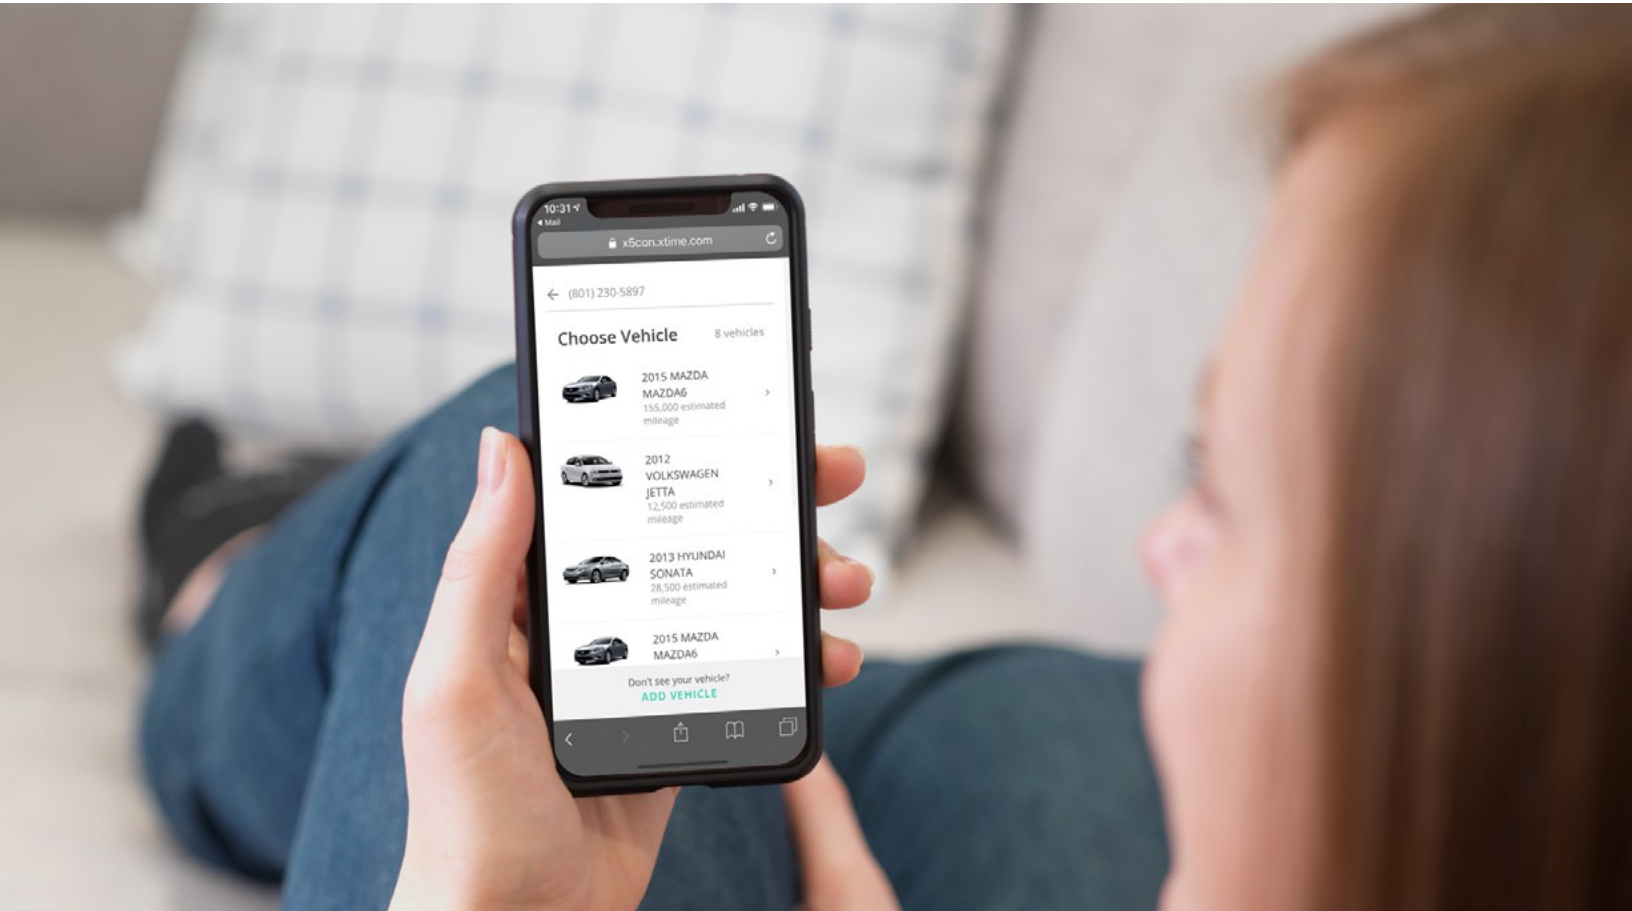 10:31
Mail
x5con.xtime.com
(801) 230-5897
Choose Vehicle 8 vehicles
2015 MAZDA
MAZDA6
155,000 estimated
mileage
2012
VOLKSWAGEN
JETTA
12,500 estimated
mileage
2013 HYUNDAI
SONATA
28,500 estimated
mileage
2015 MAZDA
MAZDA6
Don't see your vehicle?
ADD VEHICLE